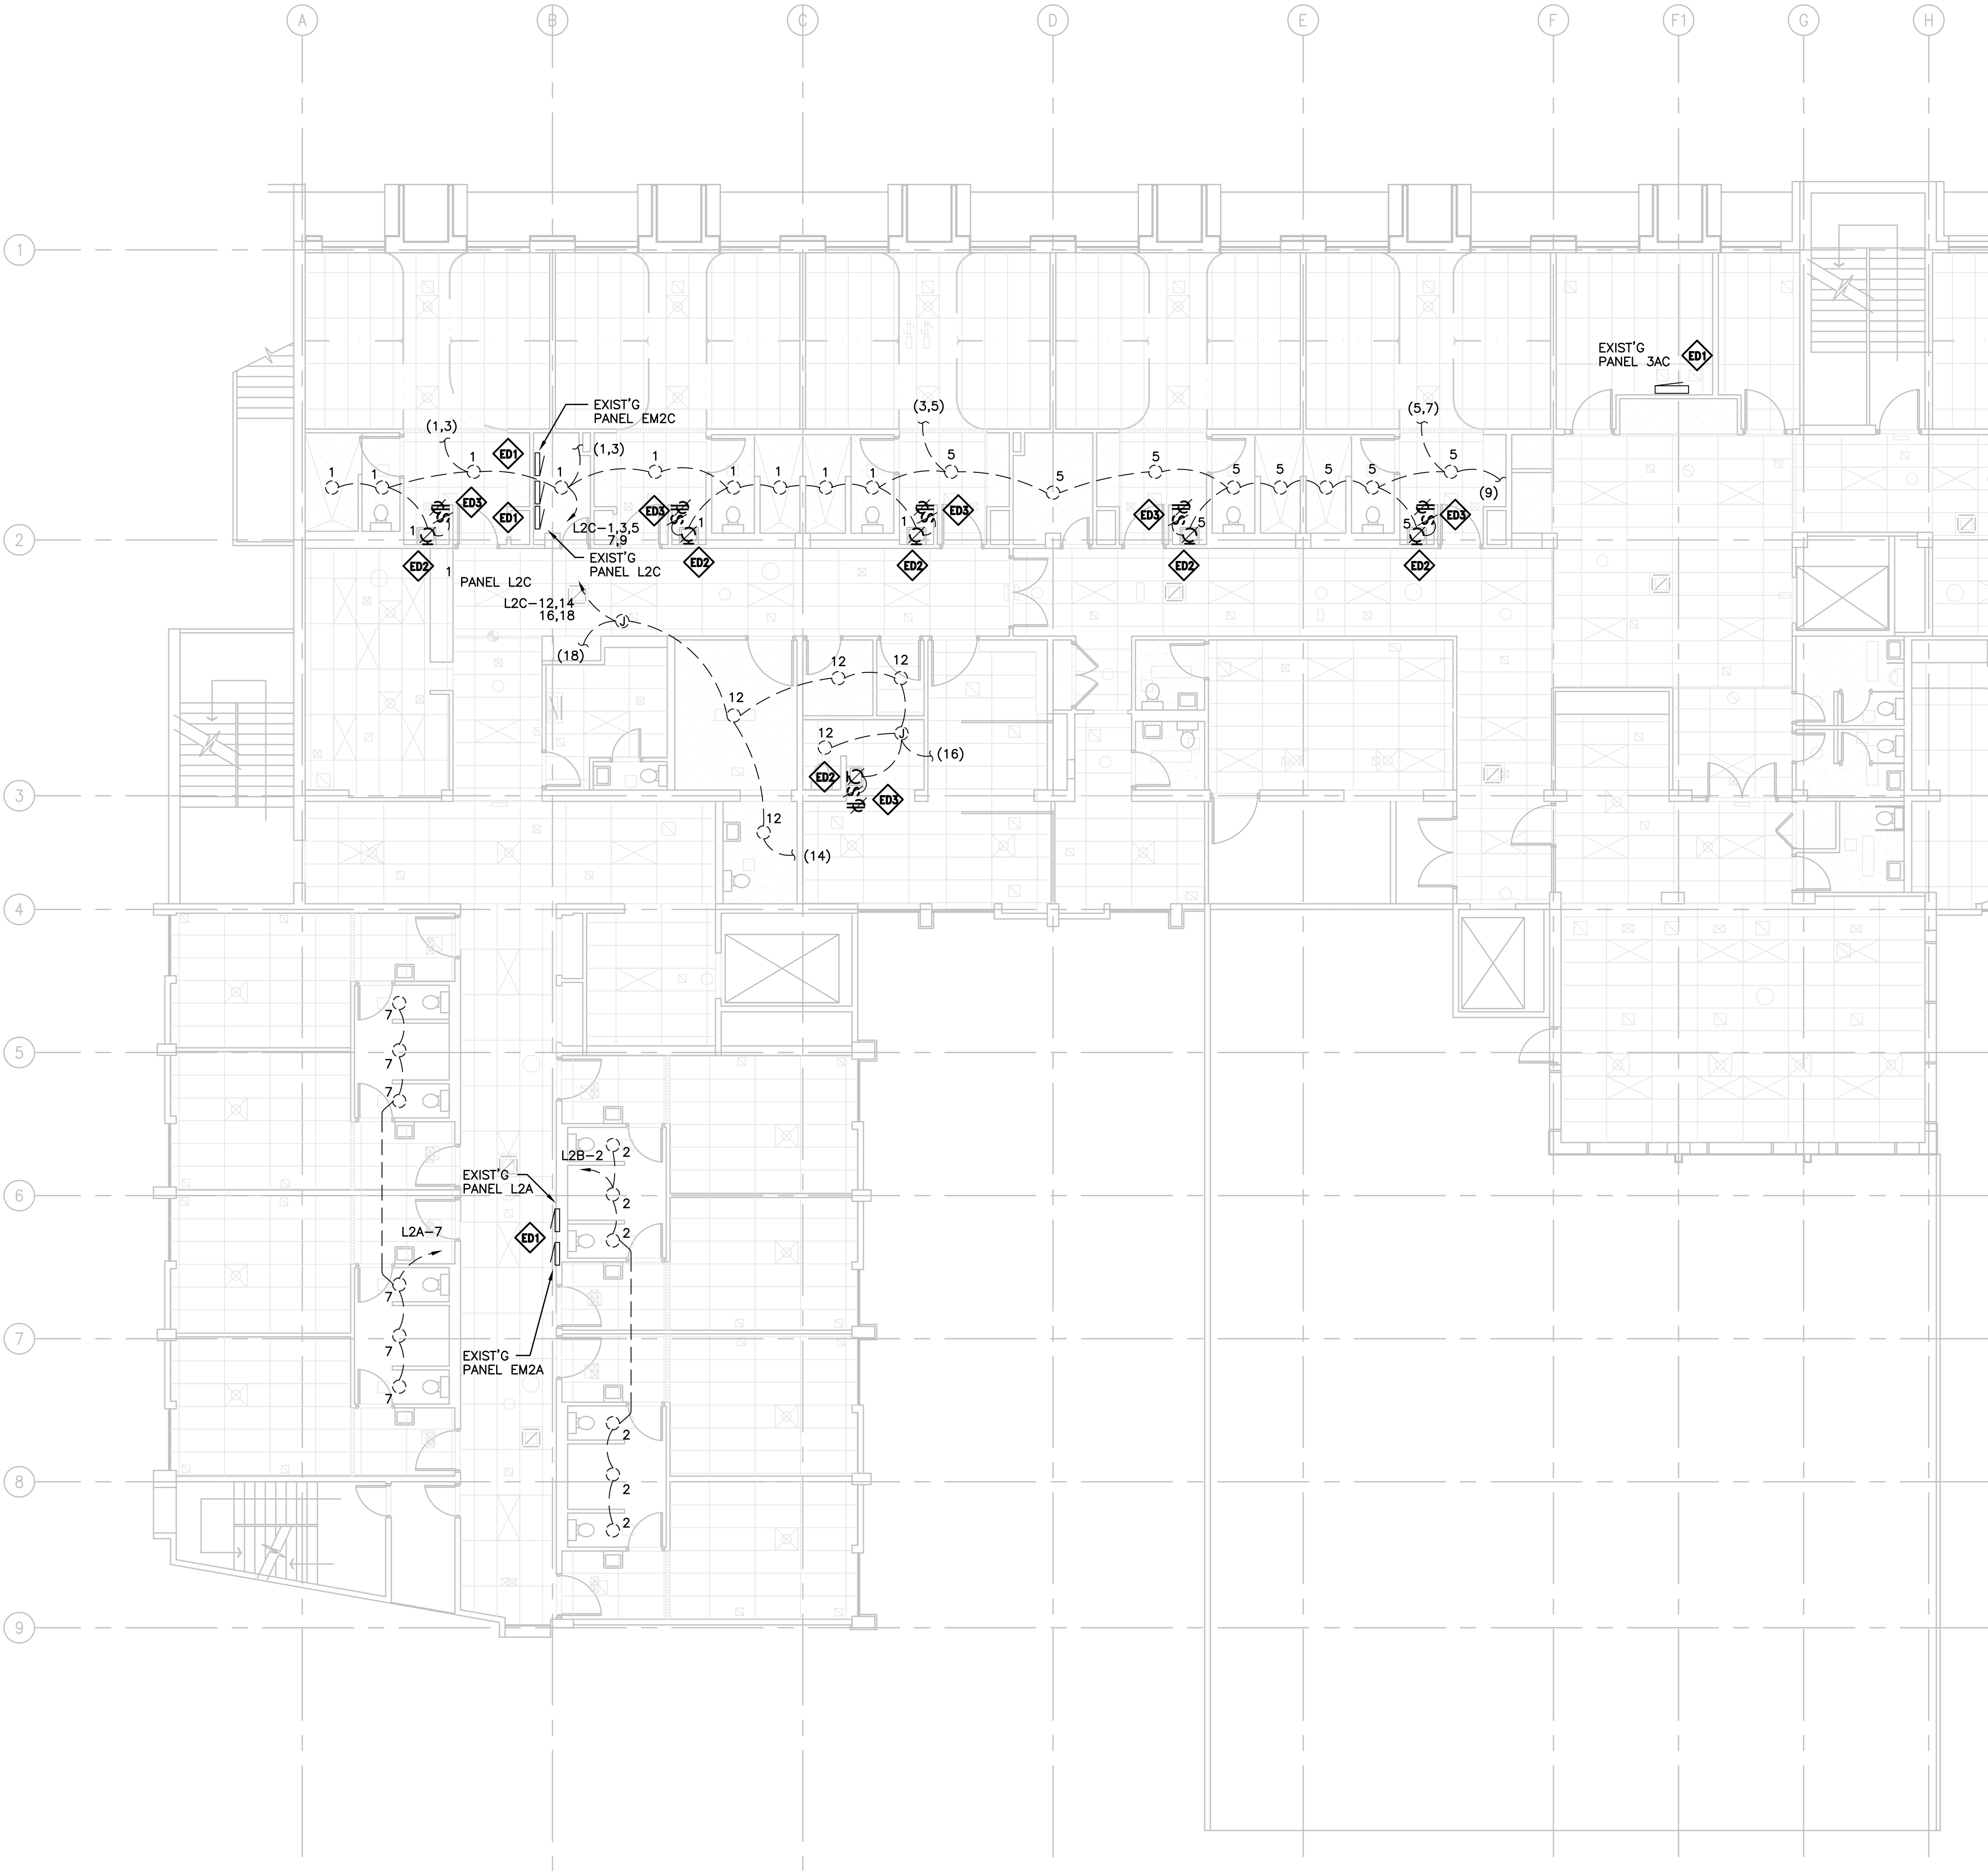 A
B
C
D
E
F
F1
G
H
1
EXIST'G
PANEL 3AC
ED1
EXIST'G
PANEL EM2C
(1,3)
(3,5)
(5,7)
ED1
(1,3)
1
1
1
1
1
1
1
1
1
5
5
5
5
5
5
5
(9)
ED3
ED3
ED3
ED3
ED3
ED1
L2C-1,3,5
7,9
1
1
1
5
5
2
EXIST'G
PANEL L2C
ED2
ED2
ED2
ED2
ED2
1
PANEL L2C
L2C-12,14
16,18
J
(18)
12
12
12
12
J
(16)
ED2
ED3
3
12
(14)
4
7
5
7
7
2
L2B-2
EXIST'G
PANEL L2A
6
2
2
L2A-7
ED1
7
7
7
EXIST'G
PANEL EM2A
7
2
8
2
2
9